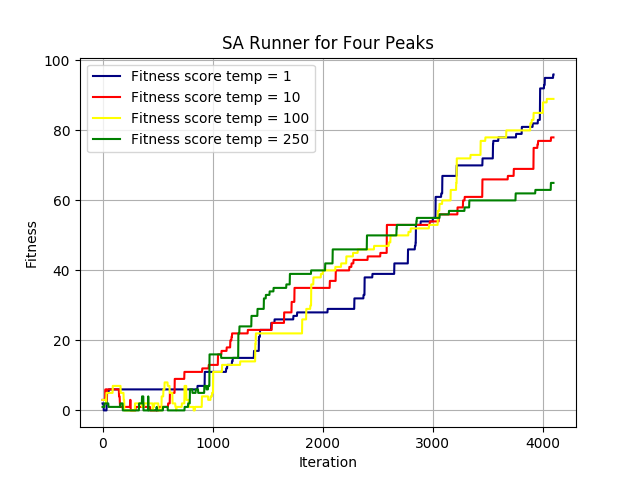 SA Runner for Four Peaks
Fitness score temp = 1
Fitness score temp = 10
Fitness score temp = 100
Fitness score temp = 250
Fitness
100
80
60
40
20
0
0 1000 2000 3000 4000
Iteration